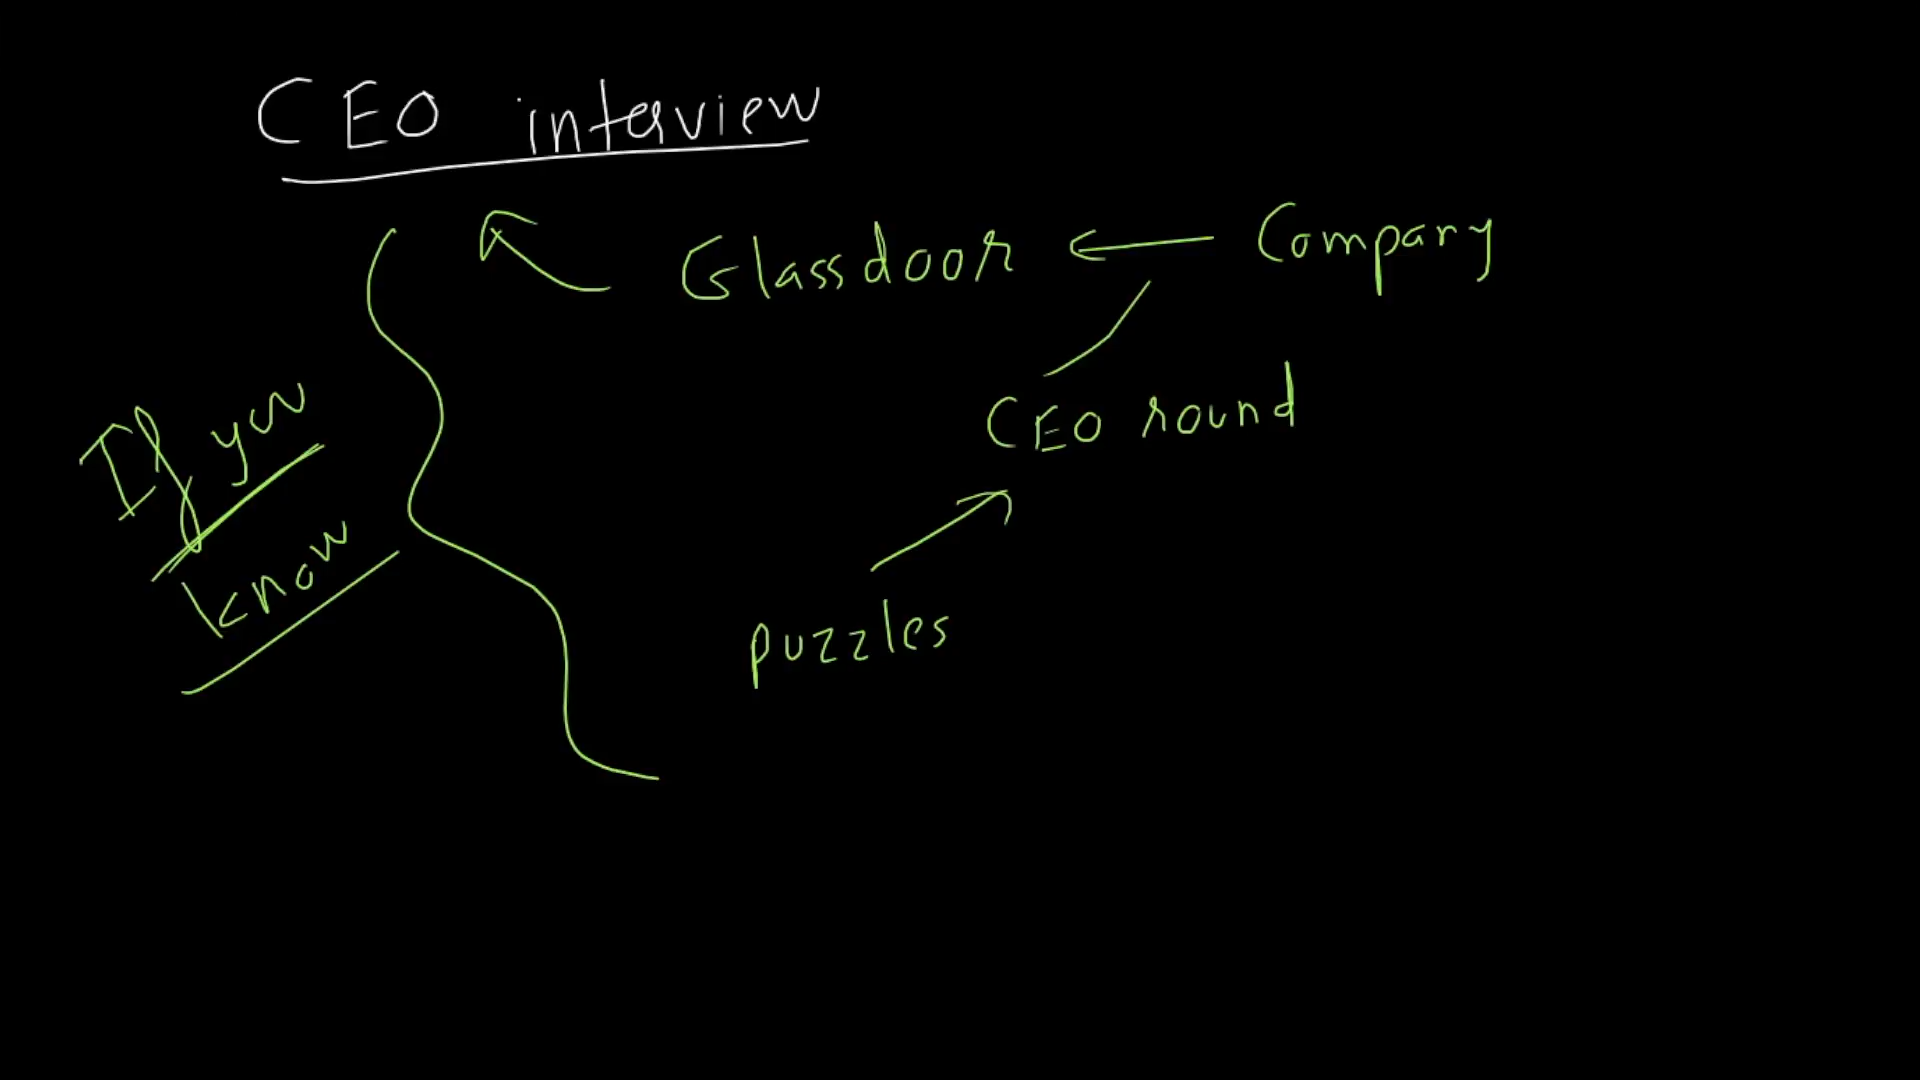 CEO interview
Glassdoor
Company
CEO round
If you
know
puzzles